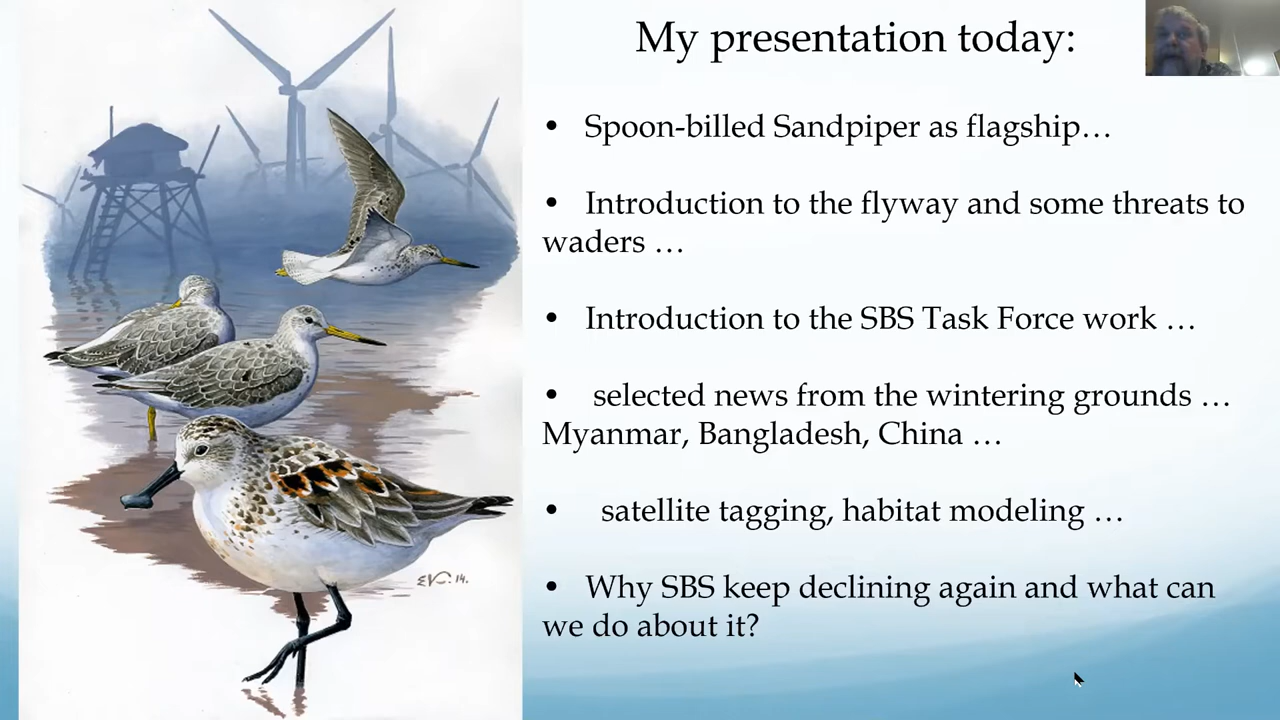 My presentation today:
• Spoon-billed Sandpiper as flagship…
• Introduction to the flyway and some threats to
waders …
• Introduction to the SBS Task Force work …
• selected news from the wintering grounds …
Myanmar, Bangladesh, China …
• satellite tagging, habitat modeling …
• Why SBS keep declining again and what can
we do about it?